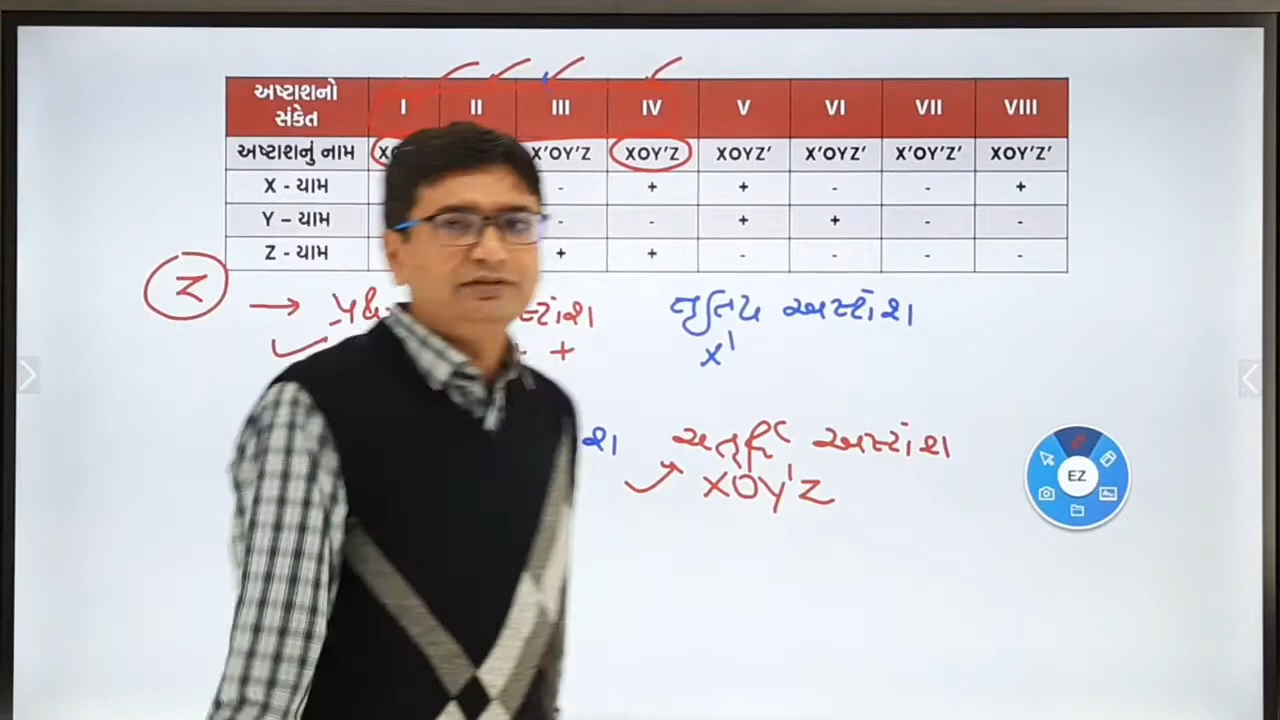 અષ્ટાશનો સંકેત I II III IV V VI VII VIII
અષ્ટાશનું નામ X'OY'Z XOY'Z XOYZ' X'OYZ' X'OY'Z' XOY'Z'
X - યામ - + + - - +
Y – યામ - - + + - -
Z - યામ + + - - - -
Z → તૃતિય અષ્ટાંશ
+ X'
ચતુર્થ અષ્ટાંશ
XOY'Z
EZ